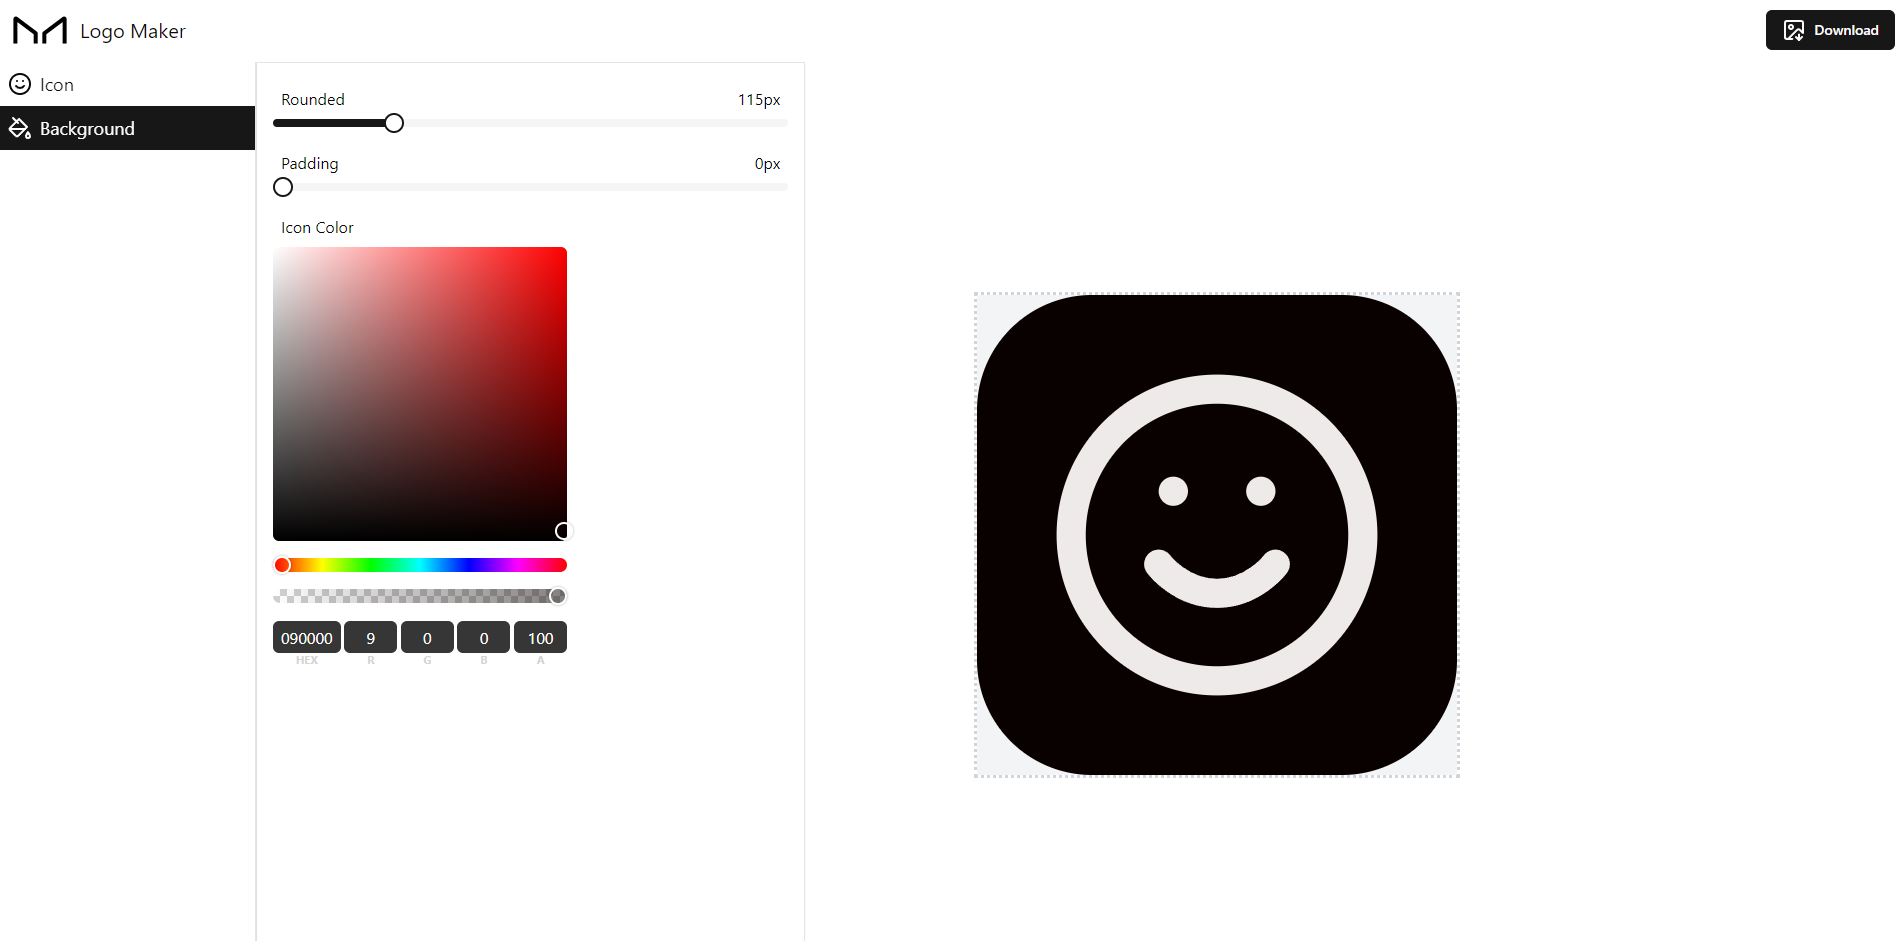 Logo Maker
Download
Icon
Background
Rounded 115px
Padding 0px
Icon Color
090000 9 0 0 100
HEX R G B A